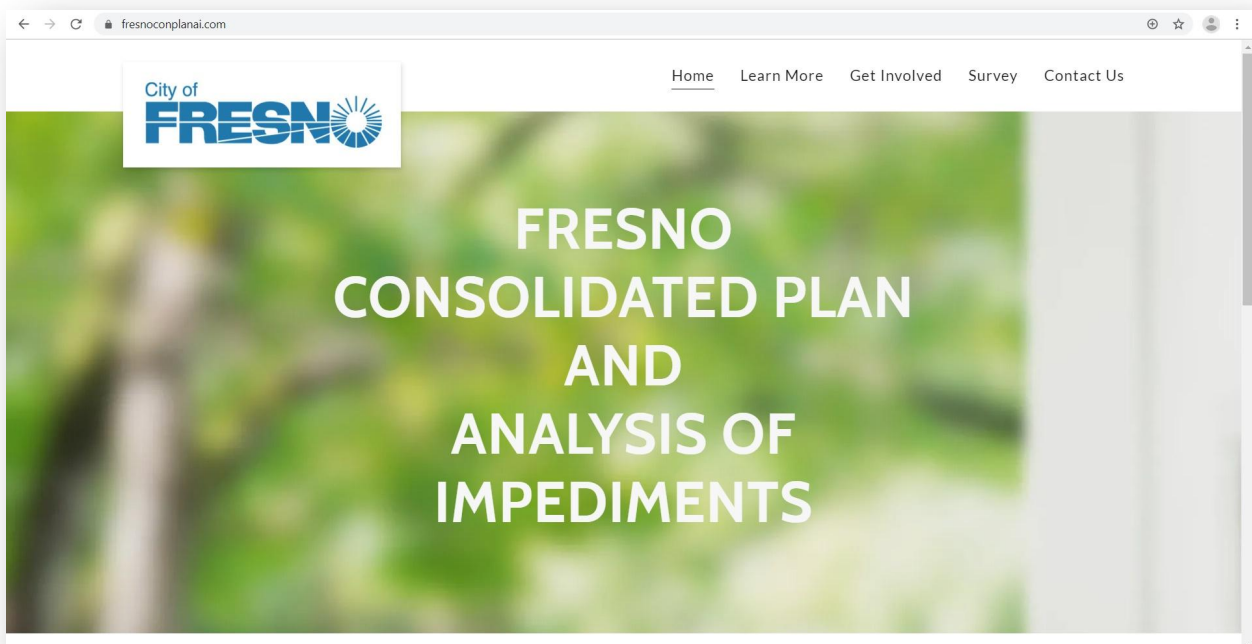 fresnoconplanai.com
City of
FRESNO
Home Learn More Get Involved Survey Contact Us
FRESNO
CONSOLIDATED PLAN
AND
ANALYSIS OF
IMPEDIMENTS